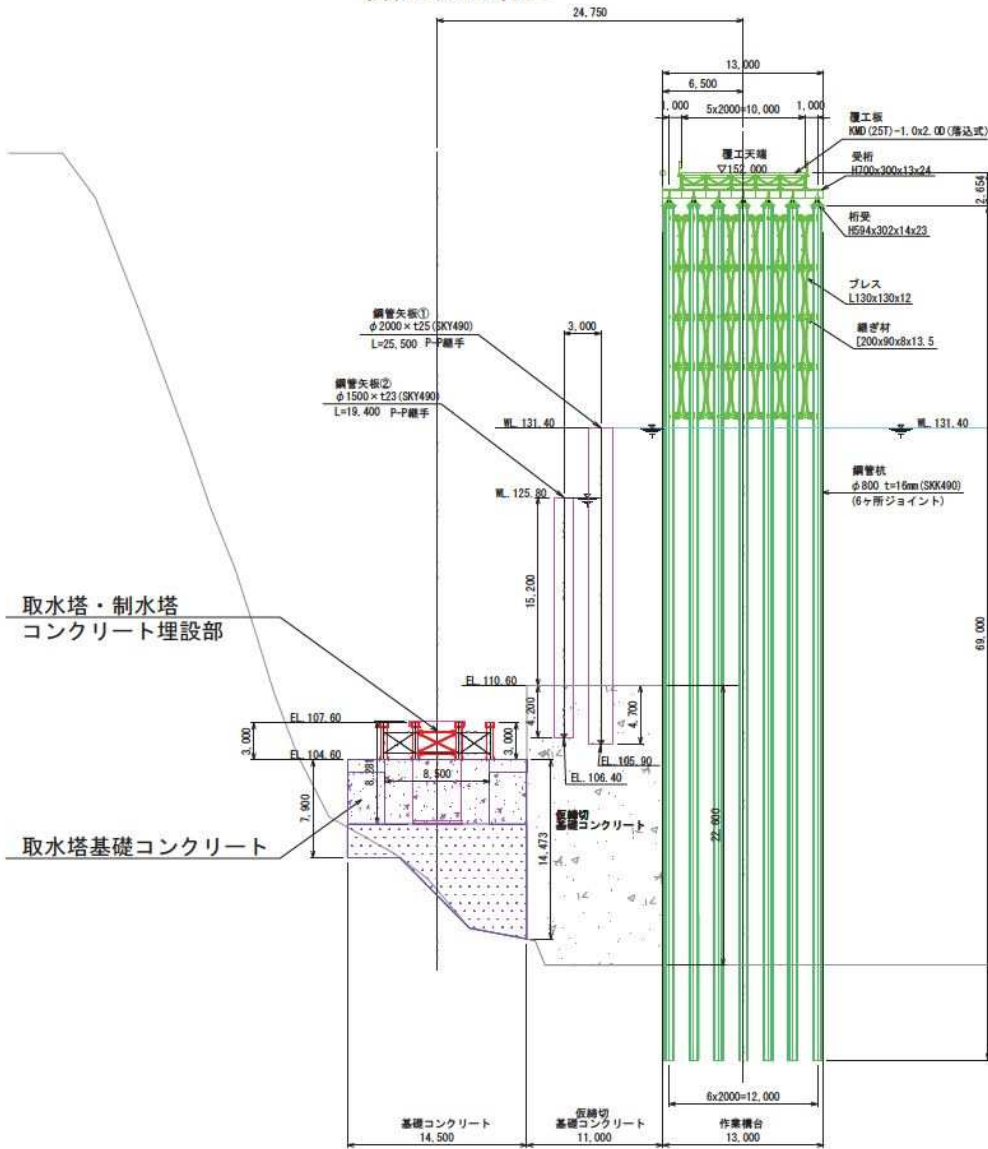 24,750
13,000
6,500
1,000
5x2000=10,000
1,000
覆工板
KMD(25T)-1.0x2.0D(落込式)
覆工天端
▽152,000
受桁
H700x300x13x24
2,654
桁受
H594x302x14x23
ブレス
L130x130x12
鋼管矢板①
φ2000×t25(SKY490)
L=25,500 P-P継手
3,000
継ぎ材
[200x90x8x13.5
鋼管矢板②
φ1500×t23(SKY490)
L=19,400 P-P継手
WL.131.40
WL.131.40
鋼管杭
φ800 t=16mm(SKK490)
(6ヶ所ジョイント)
WL.125.80
15,200
取水塔・制水塔
コンクリート埋設部
69,000
EL.110.60
4,200
4,700
EL.107.60
3,000
3,000
EL.104.60
EL.105.90
EL.106.40
8,281
8,500
7,900
仮締切
基礎コンクリート
22,600
14,473
取水塔基礎コンクリート
6x2000=12,000
基礎コンクリート
14,500
仮締切
基礎コンクリート
11,000
作業構台
13,000